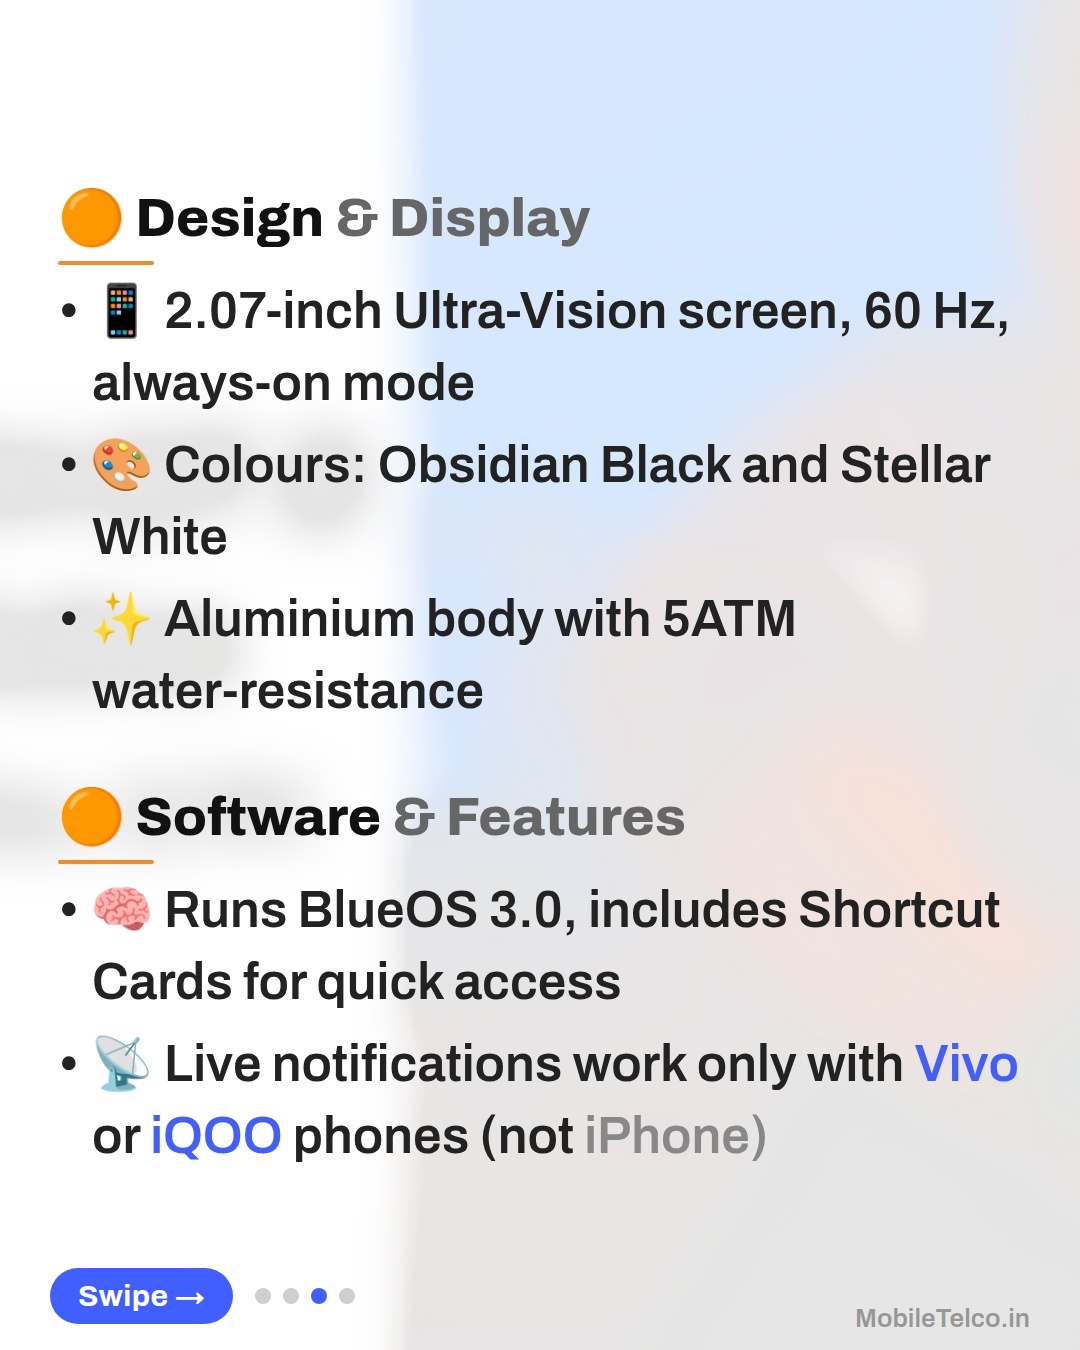 🟠 Design & Display
• 📱 2.07-inch Ultra-Vision screen, 60 Hz,
always-on mode
• 🎨 Colours: Obsidian Black and Stellar
White
• ✨ Aluminium body with 5ATM
water-resistance
🟠 Software & Features
• 🧠 Runs BlueOS 3.0, includes Shortcut
Cards for quick access
• 📡 Live notifications work only with Vivo
or iQOO phones (not iPhone)
Swipe →
MobileTelco.in